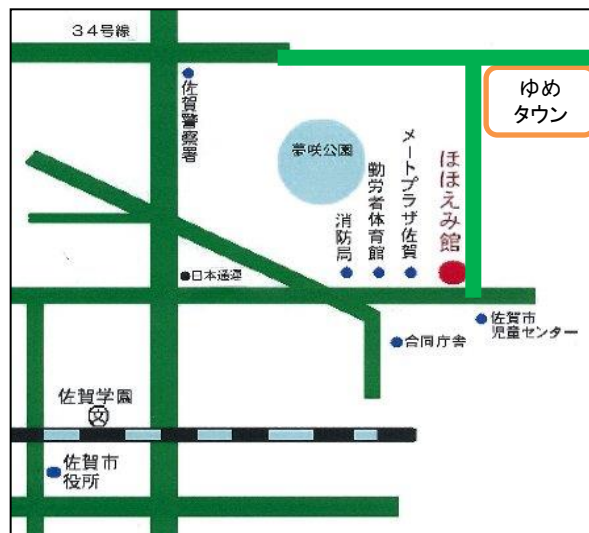 34号線
佐賀警察署
夢咲公園
消防局
勤労者体育館
メートプラザ佐賀
ほほえみ館
ゆめ
タウン
日本通運
佐賀市
児童センター
合同庁舎
佐賀学園
文
佐賀市
役所